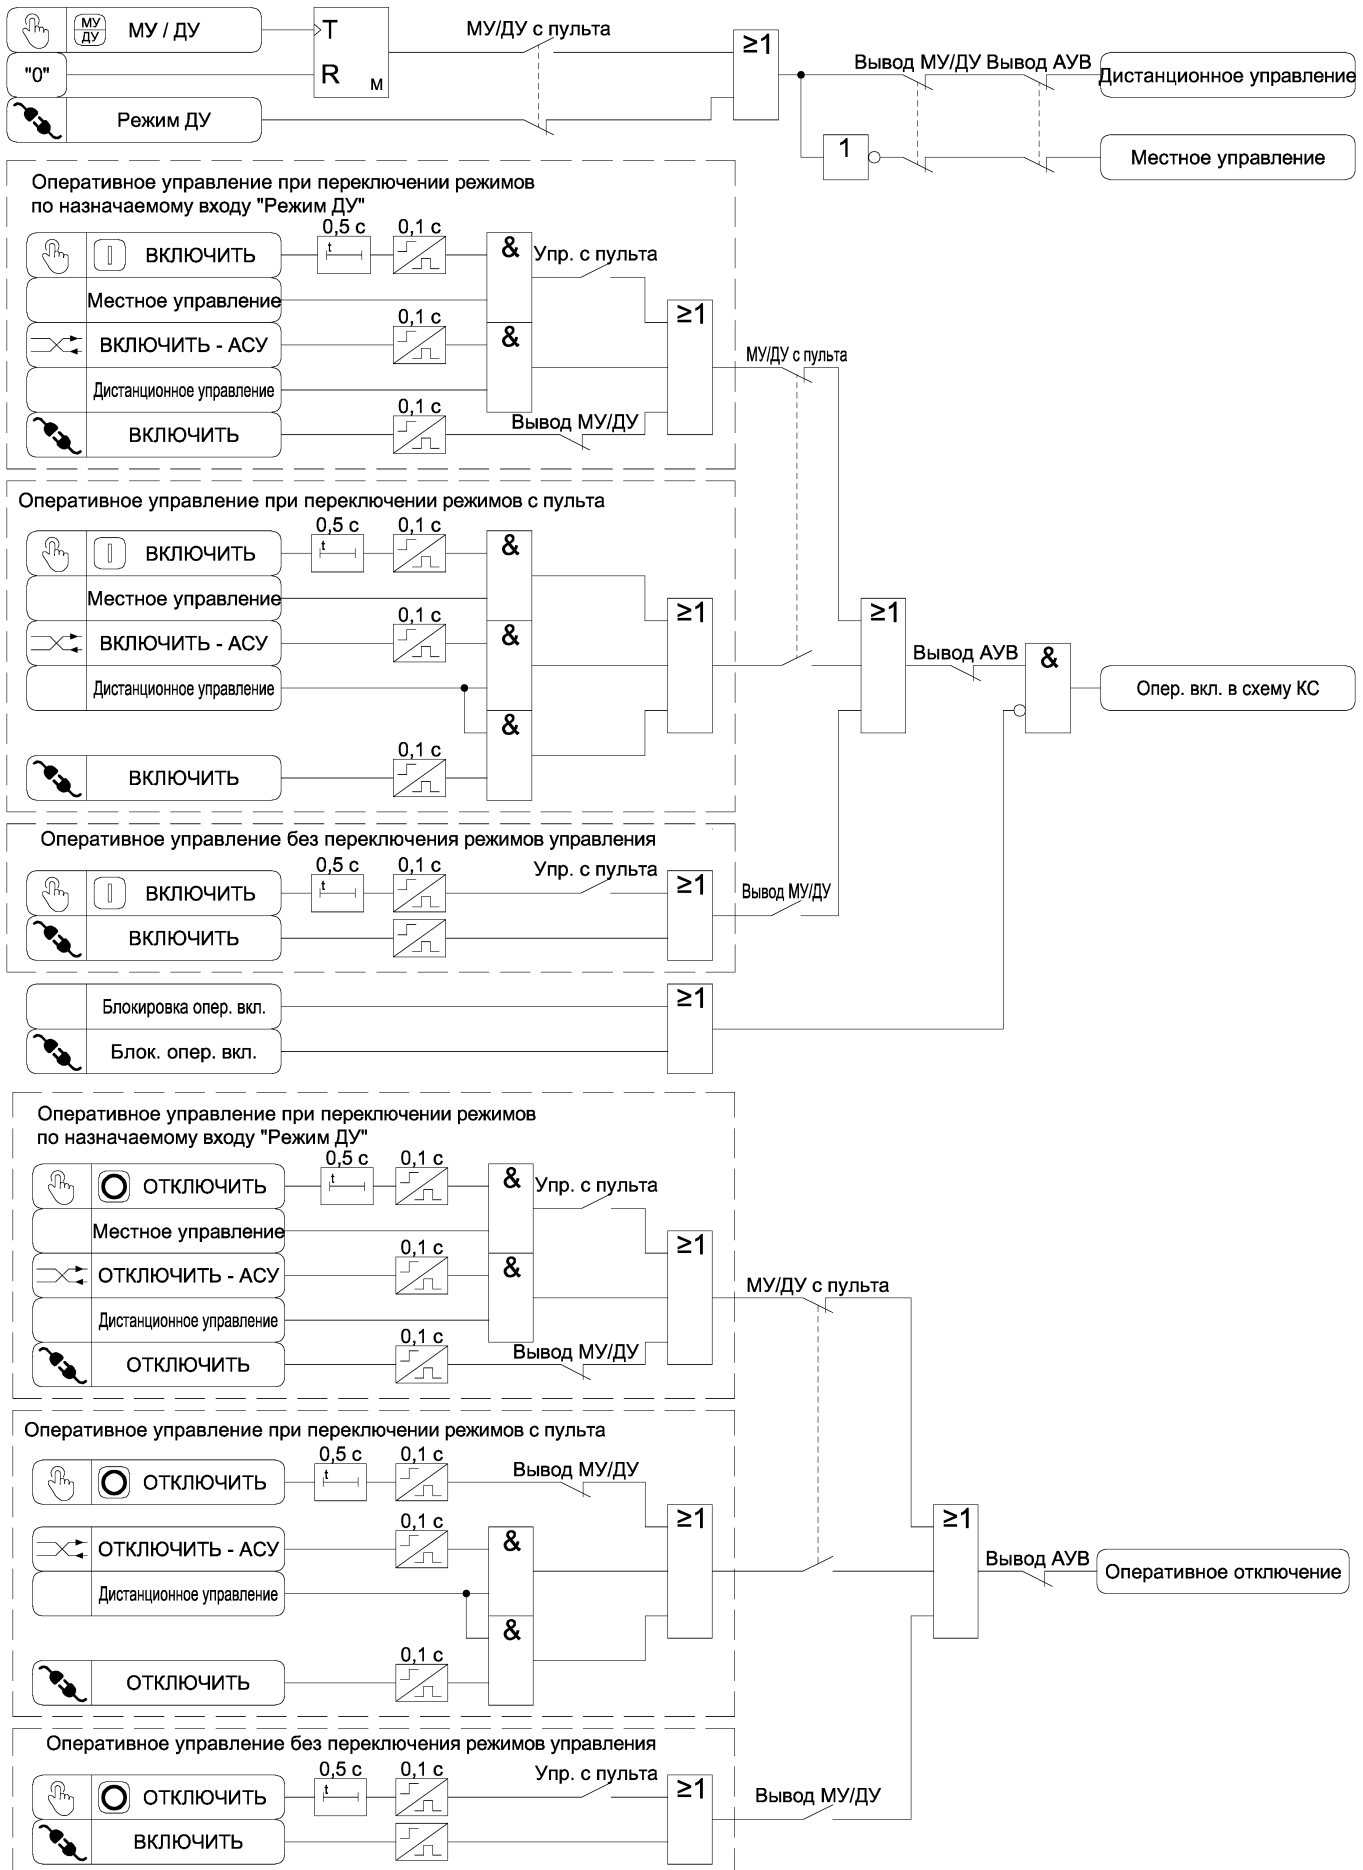 МУ
ДУ
МУ / ДУ
T
МУ/ДУ с пульта
≥1
"0"
R
М
Вывод МУ/ДУ
Вывод АУВ
Дистанционное управление
Режим ДУ
1
Местное управление
Оперативное управление при переключении режимов
по назначаемому входу "Режим ДУ"
0,5 с
0,1 с
ВКЛЮЧИТЬ
t
&
Упр. с пульта
Местное управление
≥1
0,1 с
ВКЛЮЧИТЬ - АСУ
&
МУ/ДУ с пульта
Дистанционное управление
0,1 с
ВКЛЮЧИТЬ
Вывод МУ/ДУ
Оперативное управление при переключении режимов с пульта
0,5 с
0,1 с
ВКЛЮЧИТЬ
t
&
Местное управление
≥1
≥1
0,1 с
ВКЛЮЧИТЬ - АСУ
&
Вывод АУВ
&
Дистанционное управление
Опер. вкл. в схему КС
&
0,1 с
ВКЛЮЧИТЬ
Оперативное управление без переключения режимов управления
0,5 с
0,1 с
Упр. с пульта
ВКЛЮЧИТЬ
t
≥1
Вывод МУ/ДУ
ВКЛЮЧИТЬ
Блокировка опер. вкл.
≥1
Блок. опер. вкл.
Оперативное управление при переключении режимов
по назначаемому входу "Режим ДУ"
0,5 с
0,1 с
ОТКЛЮЧИТЬ
t
&
Упр. с пульта
Местное управление
≥1
0,1 с
ОТКЛЮЧИТЬ - АСУ
&
МУ/ДУ с пульта
Дистанционное управление
0,1 с
ОТКЛЮЧИТЬ
Вывод МУ/ДУ
Оперативное управление при переключении режимов с пульта
0,5 с
0,1 с
Вывод МУ/ДУ
ОТКЛЮЧИТЬ
t
≥1
≥1
0,1 с
ОТКЛЮЧИТЬ - АСУ
&
Вывод АУВ
Оперативное отключение
Дистанционное управление
&
0,1 с
ОТКЛЮЧИТЬ
Оперативное управление без переключения режимов управления
0,5 с
0,1 с
Упр. с пульта
ОТКЛЮЧИТЬ
t
≥1
Вывод МУ/ДУ
ВКЛЮЧИТЬ